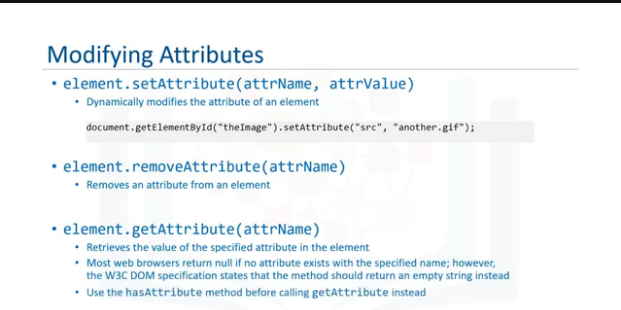 Modifying Attributes
• element.setAttribute(attrName, attrValue)
• Dynamically modifies the attribute of an element
document.getElementById("theImage").setAttribute("src", "another.gif");
• element.removeAttribute(attrName)
• Removes an attribute from an element
• element.getAttribute(attrName)
• Retrieves the value of the specified attribute in the element
• Most web browsers return null if no attribute exists with the specified name; however,
the W3C DOM specification states that the method should return an empty string instead
• Use the hasAttribute method before calling getAttribute instead